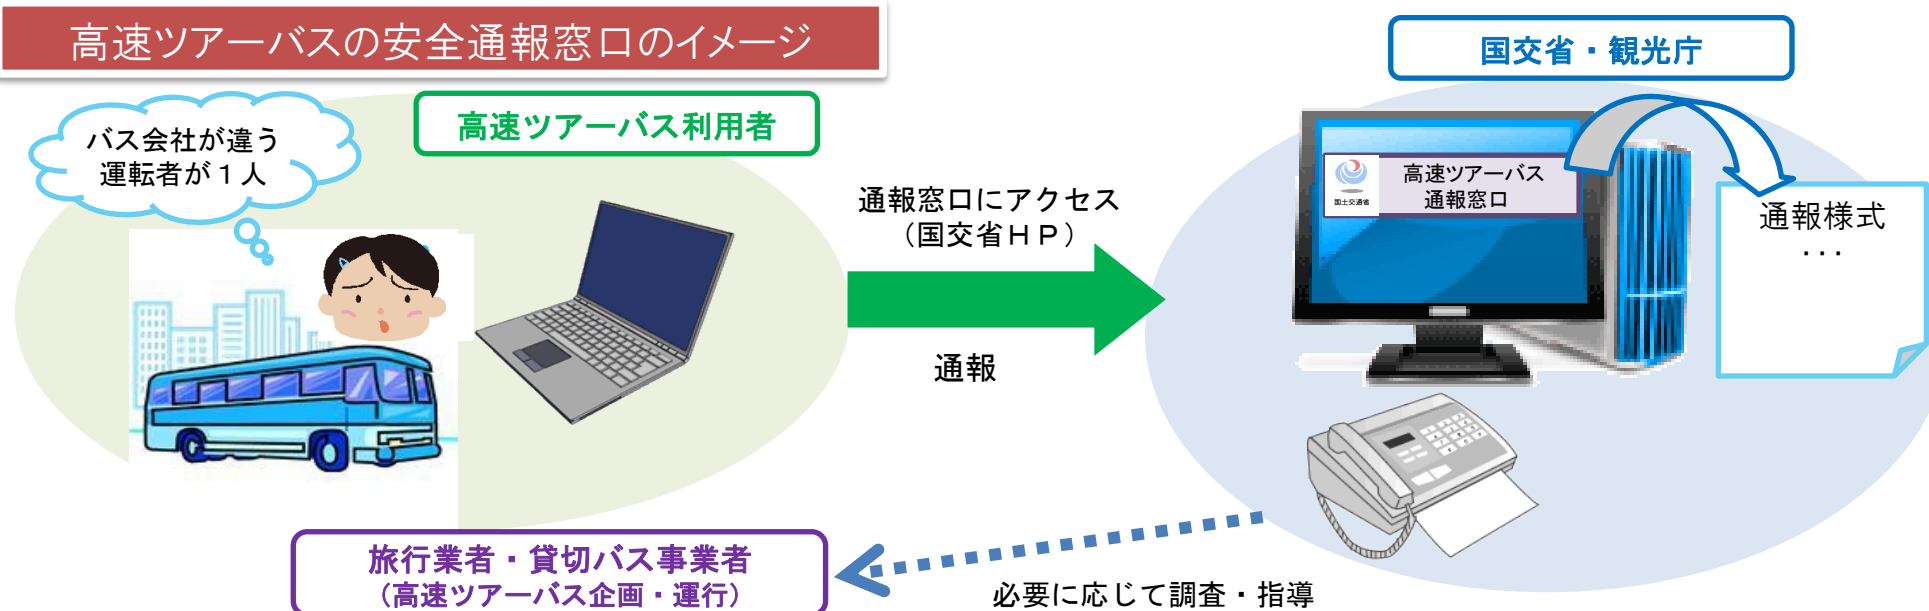 高速ツアーバスの安全通報窓口のイメージ
国交省・観光庁
高速ツアーバス利用者
バス会社が違う
運転者が１人
通報窓口にアクセス
（国交省ＨＰ）
通報
国土交通省
高速ツアーバス
通報窓口
通報様式
・・・
旅行業者・貸切バス事業者
（高速ツアーバス企画・運行）
必要に応じて調査・指導